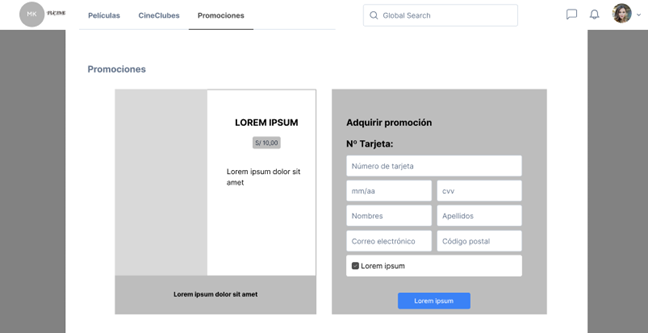 MK
Películas
CineClubes
Promociones
Global Search
Promociones
LOREM IPSUM
S/ 10,00
Lorem ipsum dolor sit
amet
Lorem ipsum dolor sit amet
Adquirir promoción
Nº Tarjeta:
Número de tarjeta
mm/aa
cvv
Nombres
Apellidos
Correo electrónico
Código postal
Lorem ipsum
Lorem ipsum